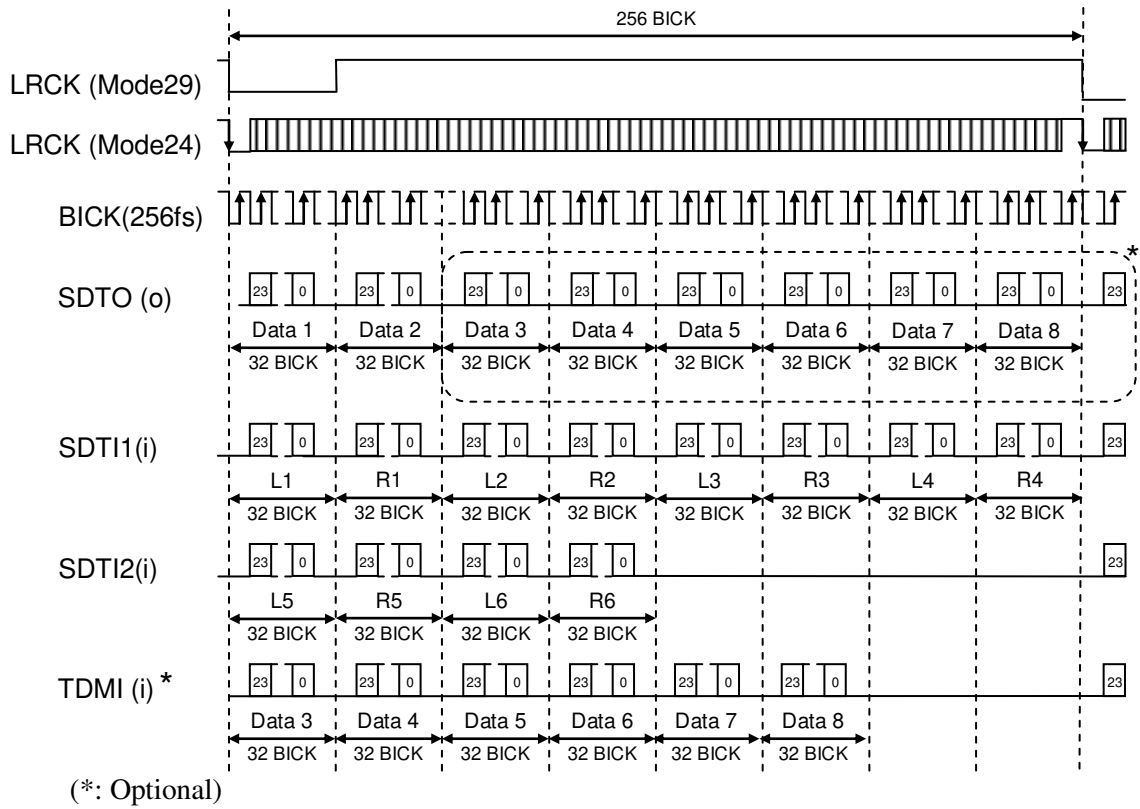 256 BICK
LRCK (Mode29)
LRCK (Mode24)
BICK(256fs)
*
SDTO (o)
23 0 23 0 23 0 23 0 23 0 23 0 23 0 23 0 23
Data 1 Data 2 Data 3 Data 4 Data 5 Data 6 Data 7 Data 8
32 BICK 32 BICK 32 BICK 32 BICK 32 BICK 32 BICK 32 BICK 32 BICK
SDTI1(i)
23 0 23 0 23 0 23 0 23 0 23 0 23 0 23 0 23
L1 R1 L2 R2 L3 R3 L4 R4
32 BICK 32 BICK 32 BICK 32 BICK 32 BICK 32 BICK 32 BICK 32 BICK
SDTI2(i)
23 0 23 0 23 0 23 0 23
L5 R5 L6 R6
32 BICK 32 BICK 32 BICK 32 BICK
TDMI (i) *
23 0 23 0 23 0 23 0 23 0 23 0 23
Data 3 Data 4 Data 5 Data 6 Data 7 Data 8
32 BICK 32 BICK 32 BICK 32 BICK 32 BICK 32 BICK
(*: Optional)